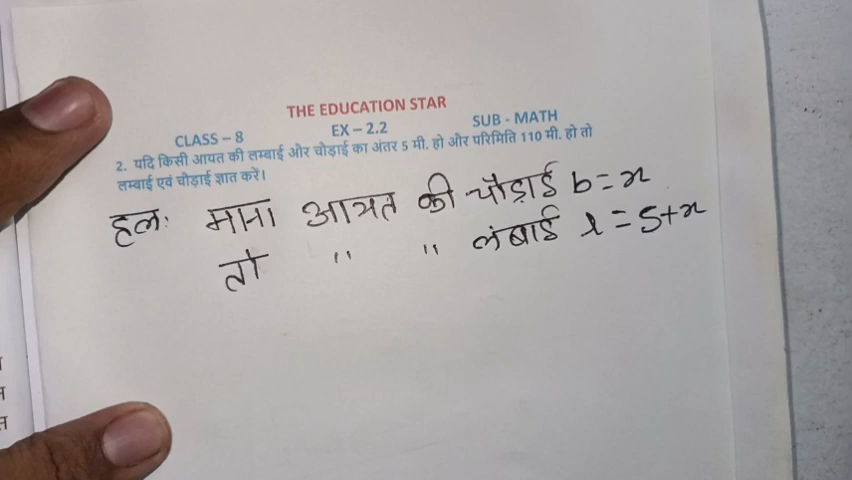 THE EDUCATION STAR
CLASS – 8 EX – 2.2 SUB - MATH
2. यदि किसी आयत की लम्बाई और चौड़ाई का अंतर 5 मी. हो और परिमिति 110 मी. हो तो
लम्बाई एवं चौड़ाई ज्ञात करें।
हलः माना आयत की चौड़ाई b = x
तो " " लंबाई l = 5+x